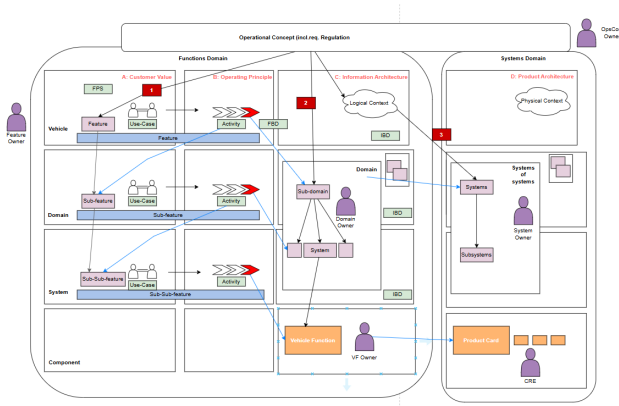 Operational Concept (incl.req, Regulation
OpsCo
Owner
Functions Domain
Systems Domain
A: Customer Value
B: Operating Principle
C: Information Architecture
D: Product Architecture
FPS
1
2
3
Logical Context
Physical Context
Feature
Use-Case
Activity
FBD
IBD
Vehicle
Feature
Feature
Owner
Domain
Systems
of
systems
Sub-feature
Use-Case
Activity
Sub-domain
Systems
Domain
Owner
System
Owner
Domain
Sub-feature
IBD
System
Subsystems
Sub-Sub-feature
Use-Case
Activity
System
Sub-Sub-feature
IBD
Vehicle Function
VF Owner
Product Card
CRE
Component